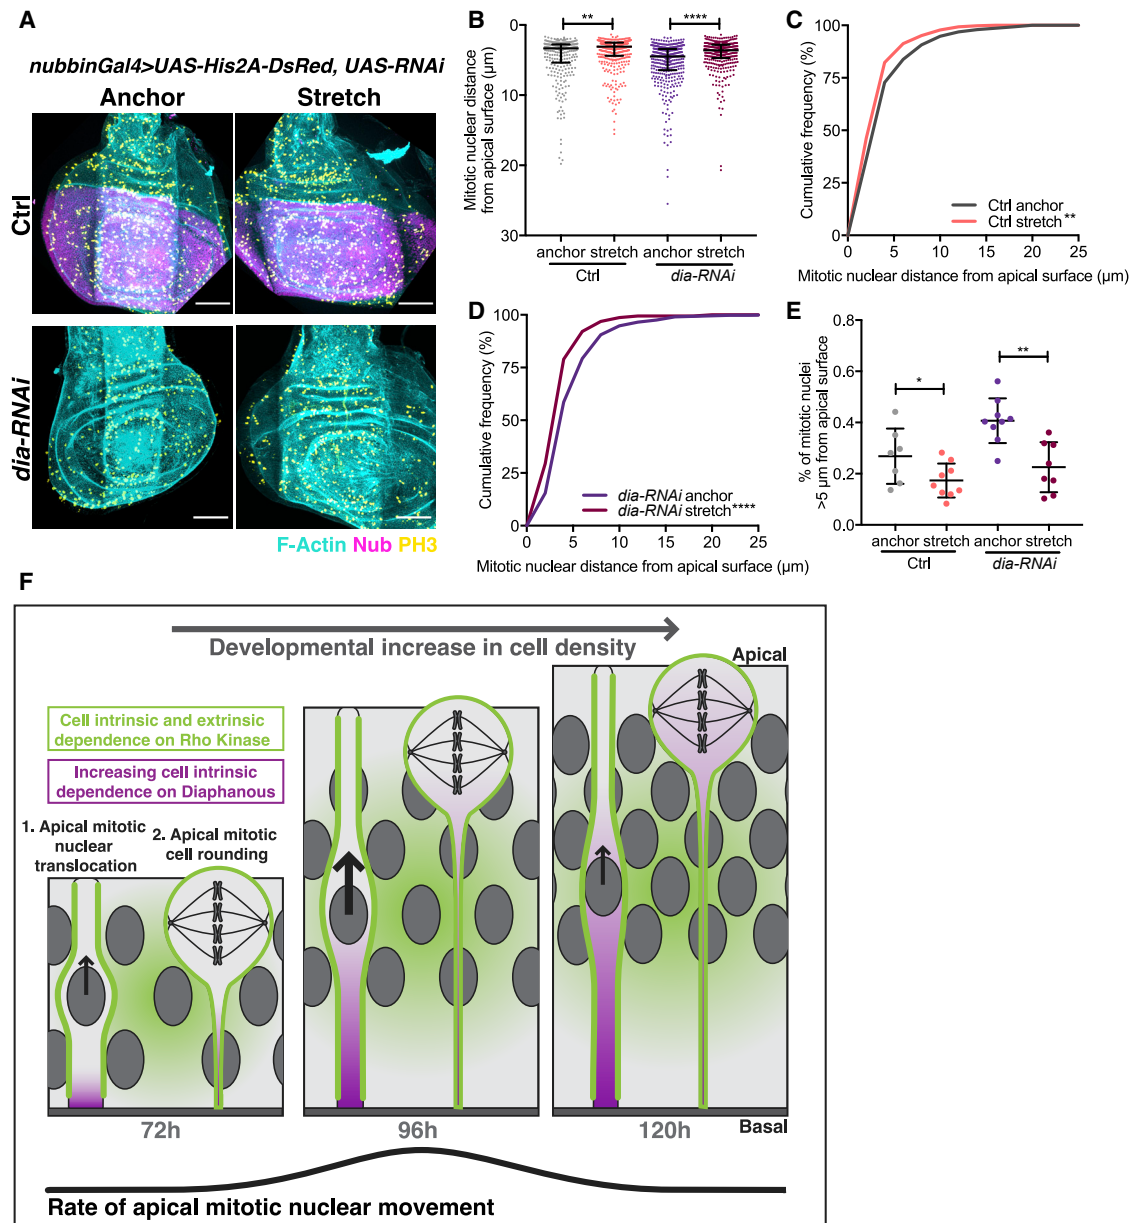 A
nubbinGal4>UAS-His2A-DsRed, UAS-RNAi
Anchor Stretch
Ctrl
dia-RNAi
F-Actin Nub PH3
B
Mitotic nuclear distance
from apical surface (µm)
0
10
20
30
** ****
anchor stretch anchor stretch
Ctrl dia-RNAi
C
Cumulative frequency (%)
100
75
50
25
0
Ctrl anchor
Ctrl stretch**
0 5 10 15 20 25
Mitotic nuclear distance from apical surface (µm)
D
Cumulative frequency (%)
100
75
50
25
0
dia-RNAi anchor
dia-RNAi stretch****
0 5 10 15 20 25
Mitotic nuclear distance from apical surface (µm)
E
% of mitotic nuclei
>5 µm from apical surface
0.8
0.6
0.4
0.2
0.0
* **
anchor stretch anchor stretch
Ctrl dia-RNAi
F
Developmental increase in cell density
Apical
Cell intrinsic and extrinsic
dependence on Rho Kinase
Increasing cell intrinsic
dependence on Diaphanous
1. Apical mitotic
nuclear
translocation
2. Apical mitotic
cell rounding
72h 96h 120h
Basal
Rate of apical mitotic nuclear movement